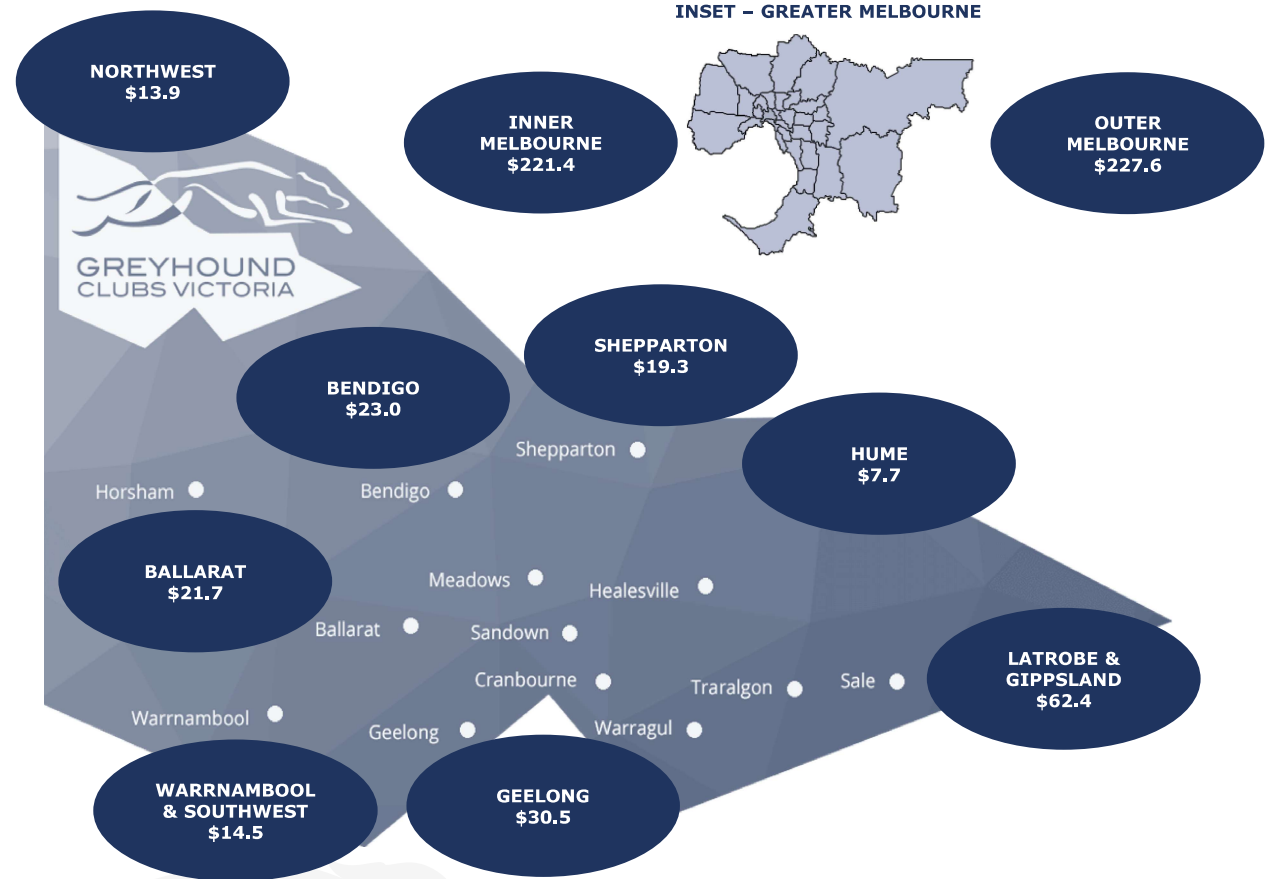 INSET – GREATER MELBOURNE
NORTHWEST
$13.9
INNER
MELBOURNE
$221.4
OUTER
MELBOURNE
$227.6
GREYHOUND
CLUBS VICTORIA
SHEPPARTON
$19.3
BENDIGO
$23.0
HUME
$7.7
Shepparton
Horsham
Bendigo
BALLARAT
$21.7
Meadows
Healesville
Ballarat
Sandown
LATROBE &
GIPPSLAND
$62.4
Cranbourne
Traralgon
Sale
Warrnambool
Geelong
Warragul
WARRNAMBOOL
& SOUTHWEST
$14.5
GEELONG
$30.5